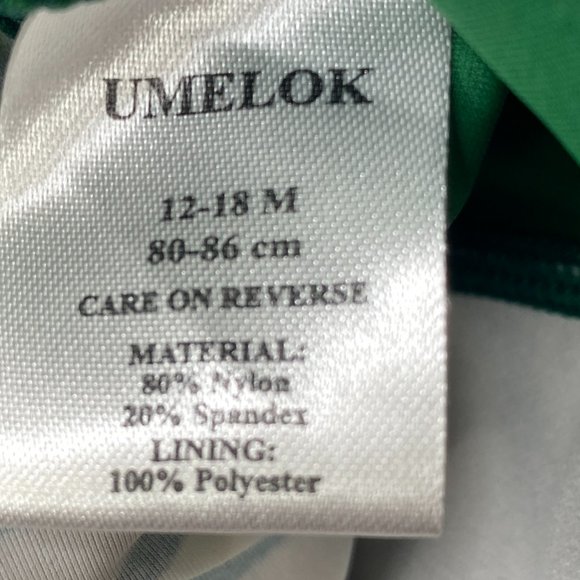 UMELOK
12-18 M
80-86 cm
CARE ON REVERSE
MATERIAL:
80% Nylon
20% Spandex
LINING:
100% Polyester